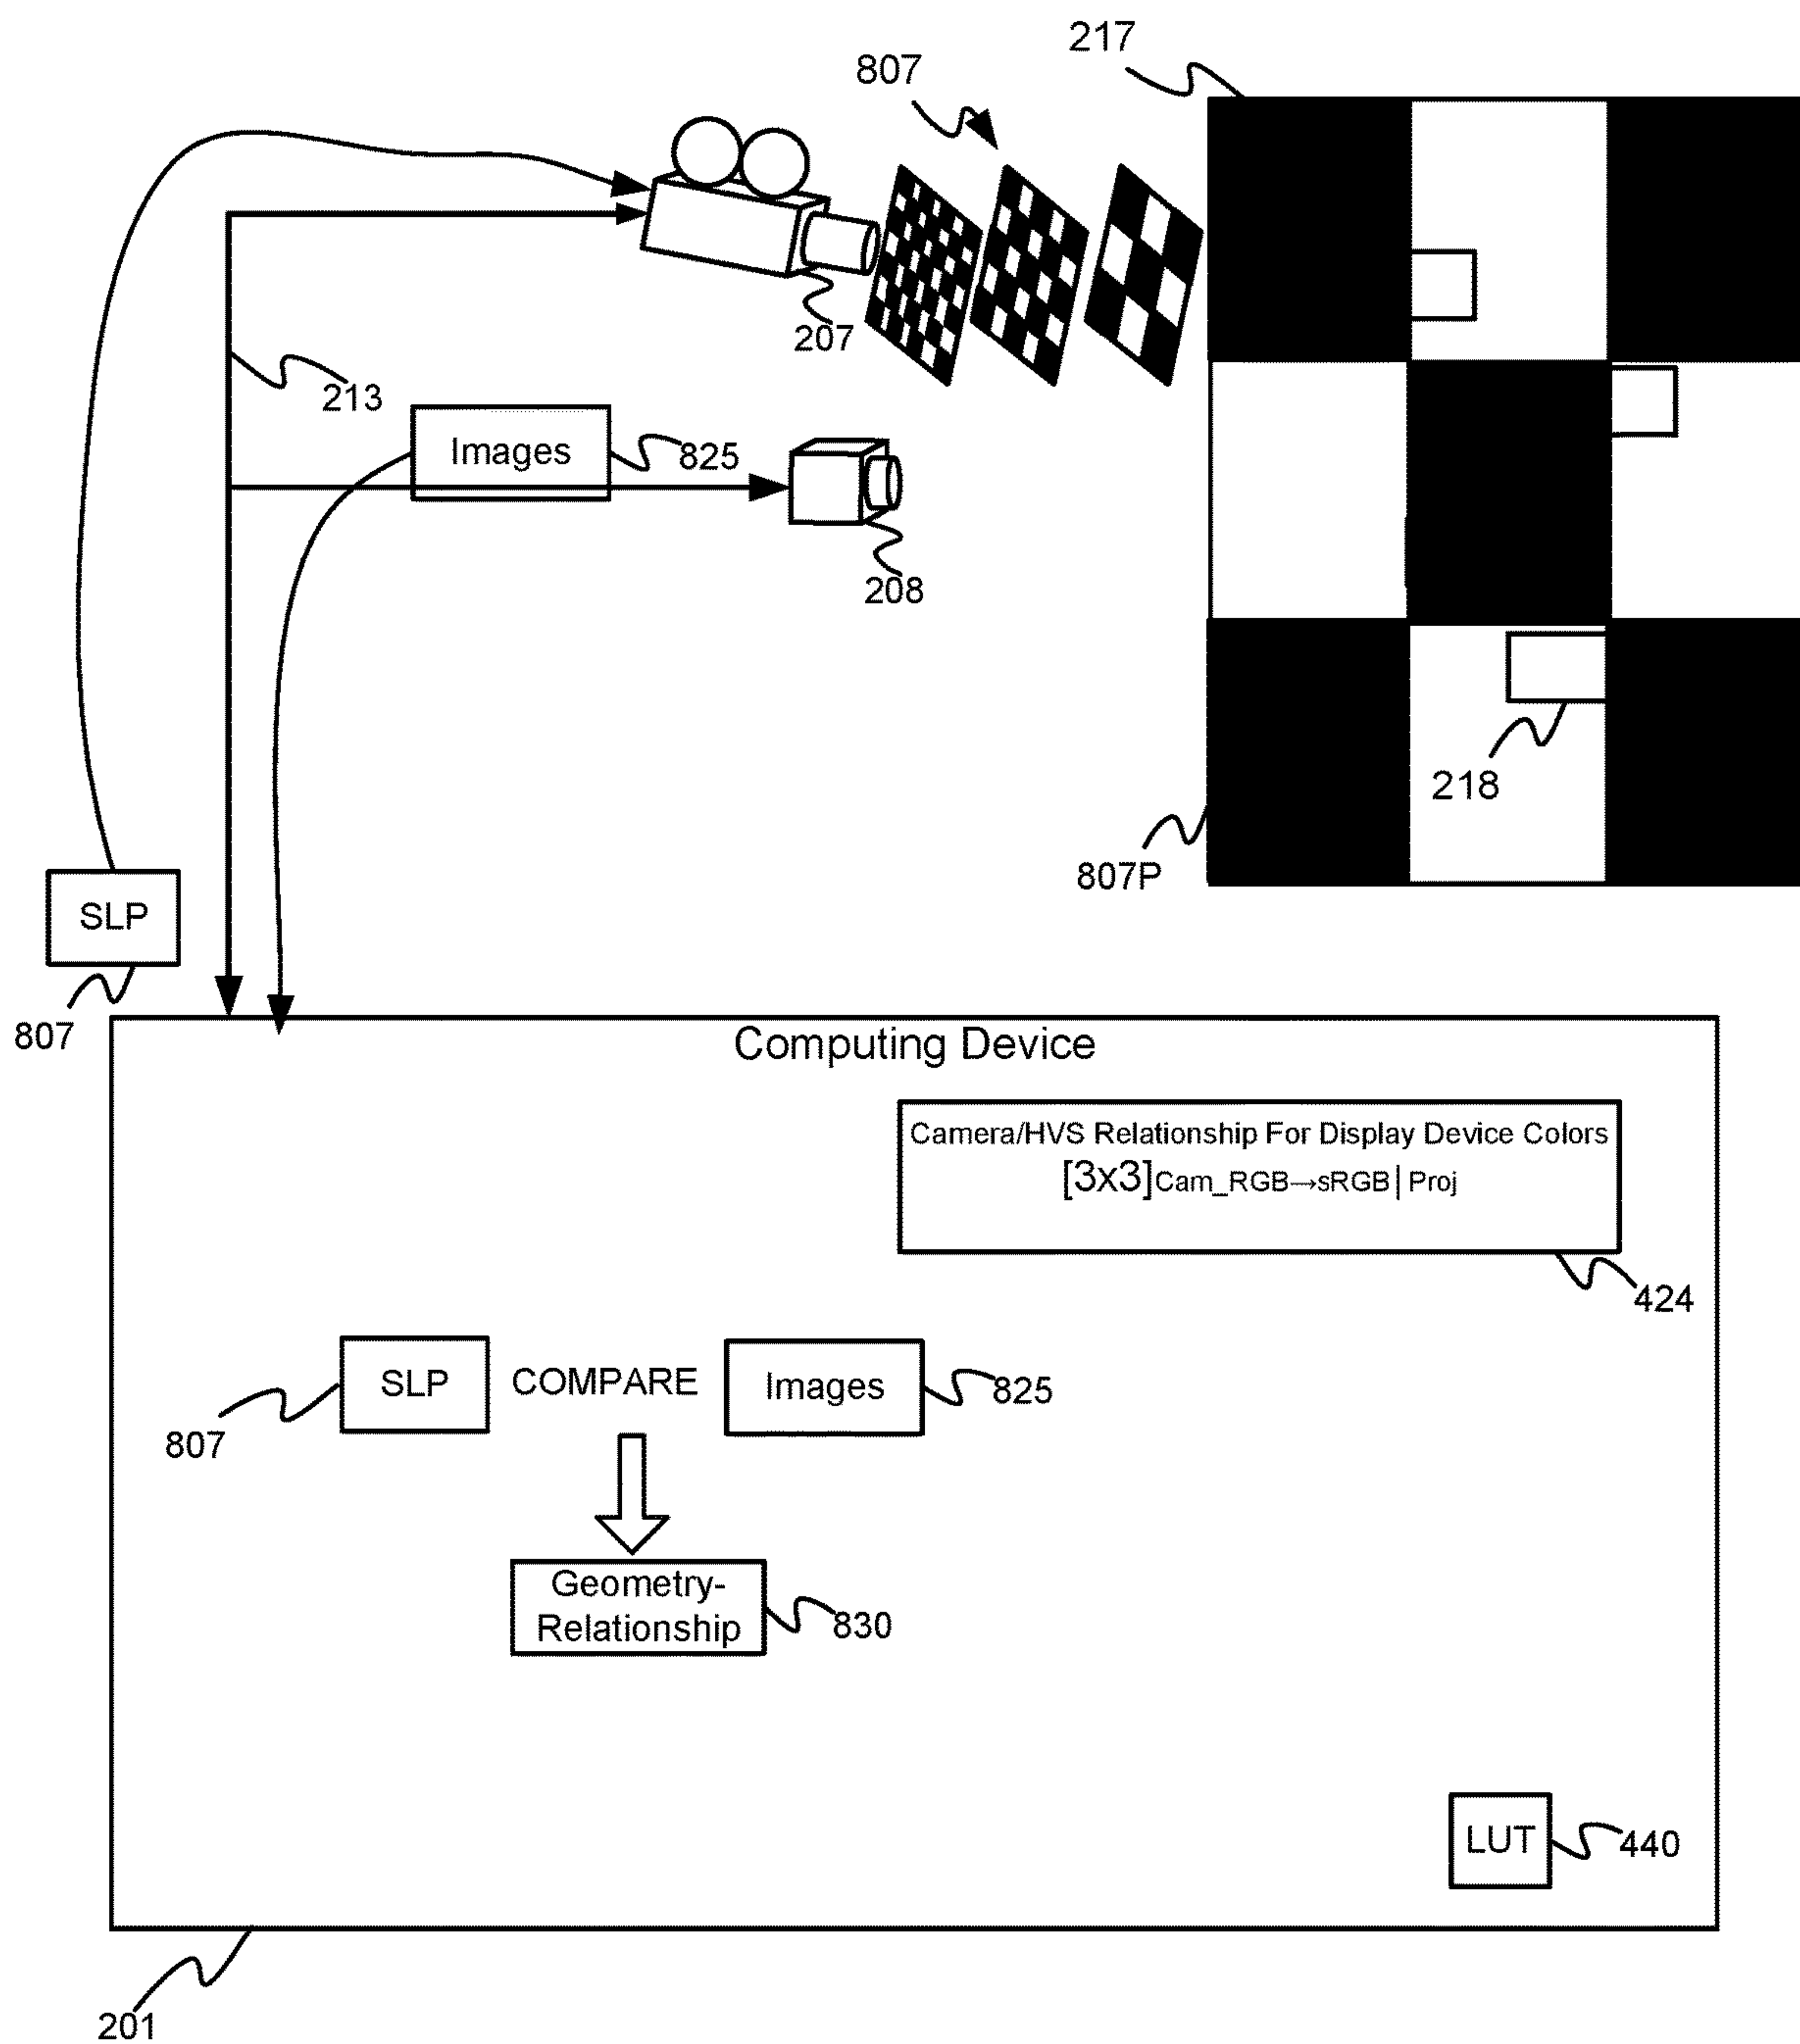 217
807
207
213
Images
825
208
218
807P
SLP
807
Computing Device
Camera/HVS Relationship For Display Device Colors
[3x3]Cam_RGB→sRGB|Proj
424
SLP
COMPARE
Images
825
807
Geometry-
Relationship
830
LUT
440
201